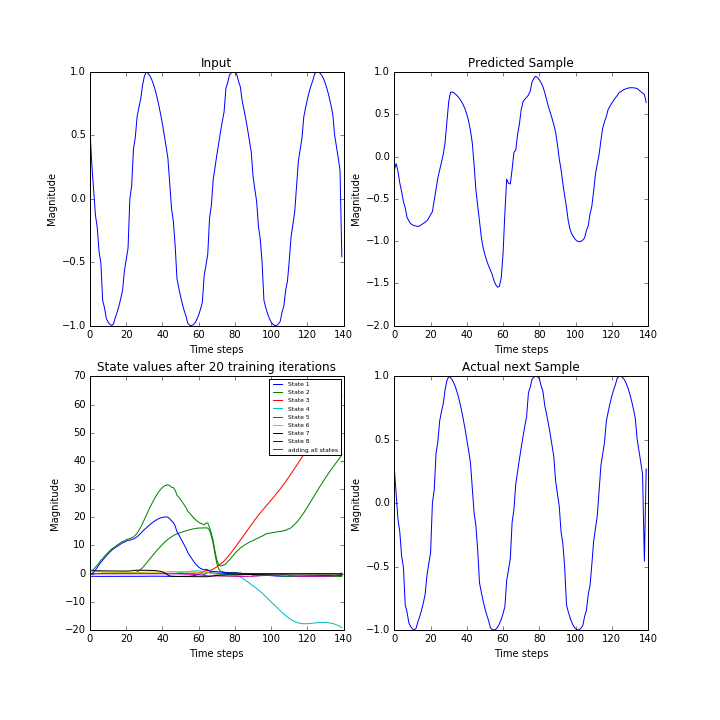 Input
1.0
0.5
0.0
−0.5
−1.0
Magnitude
0 20 40 60 80 100 120 140
Time steps
Predicted Sample
1.0
0.5
0.0
−0.5
−1.0
−1.5
−2.0
Magnitude
0 20 40 60 80 100 120 140
Time steps
State values after 20 training iterations
70
60
50
40
30
20
10
0
−10
−20
Magnitude
State 1
State 2
State 3
State 4
State 5
State 6
State 7
State 8
adding all states
0 20 40 60 80 100 120 140
Time steps
Actual next Sample
1.0
0.5
0.0
−0.5
−1.0
Magnitude
0 20 40 60 80 100 120 140
Time steps